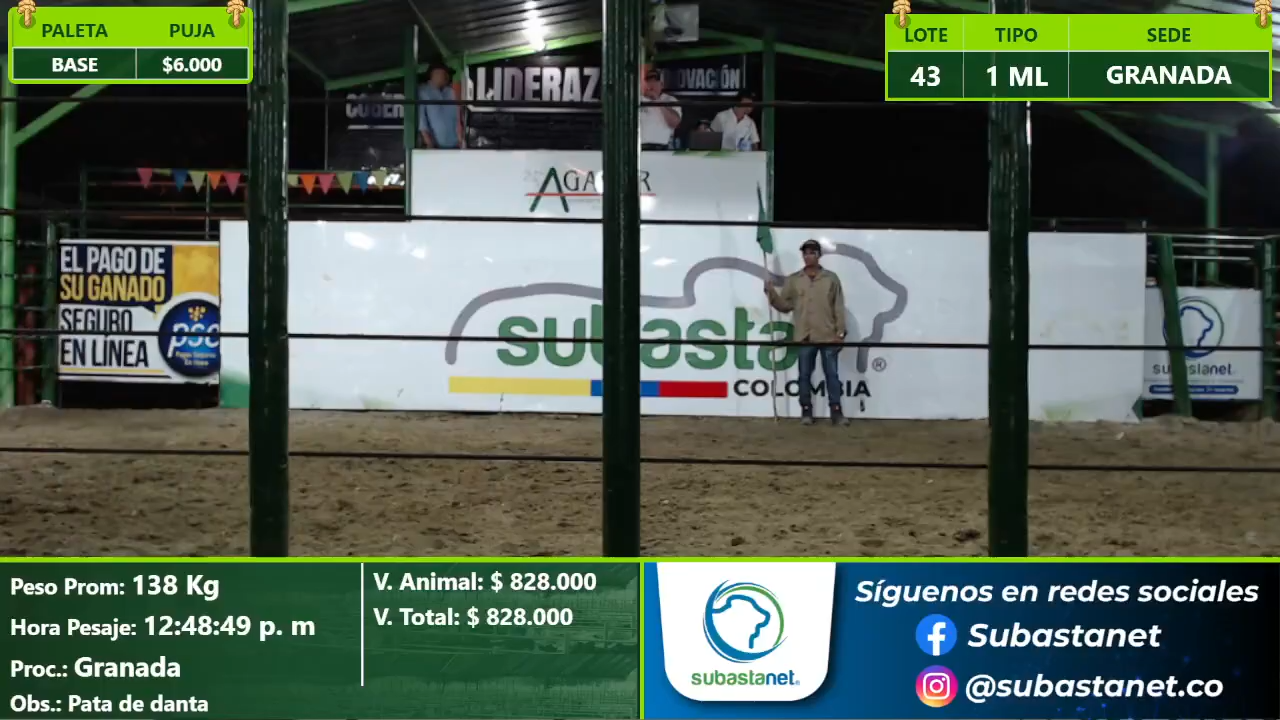 PALETA PUJA
BASE $6.000
LOTE TIPO SEDE
43 1 ML GRANADA
LIDERAZ
OVACIÓN
EL PAGO DE
SU GANADO
SEGURO
EN LÍNEA
pse
subasta
®
COLOMBIA
subastanet
Peso Prom: 138 Kg
Hora Pesaje: 12:48:49 p. m
Proc.: Granada
Obs.: Pata de danta
V. Animal: $ 828.000
V. Total: $ 828.000
subastanet®
Síguenos en redes sociales
Subastanet
@subastanet.co